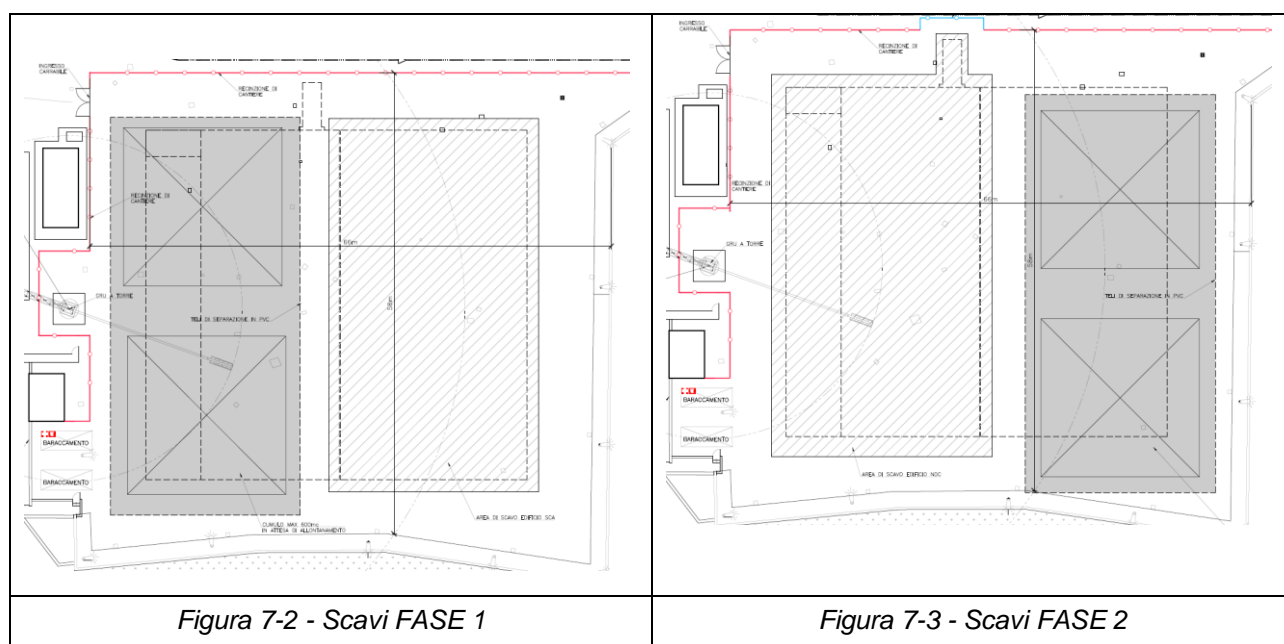 INGRESSO
CARRABILE
RECINZIONE DI
CANTIERE
RECINZIONE DI
CANTIERE
66m
GRU A TORRE
TELI DI SEPARAZIONE IN PVC
58m
BARACCAMENTO
BARACCAMENTO
CUMULO MAX 600mc
IN ATTESA DI ALLONTANAMENTO
AREA DI SCAVO EDIFICIO SCA
Figura 7-2 - Scavi FASE 1
INGRESSO
CARRABILE
RECINZIONE DI
CANTIERE
RECINZIONE DI
CANTIERE
66m
GRU A TORRE
58m
TELI DI SEPARAZIONE IN PVC
BARACCAMENTO
BARACCAMENTO
AREA DI SCAVO EDIFICIO NDC
Figura 7-3 - Scavi FASE 2